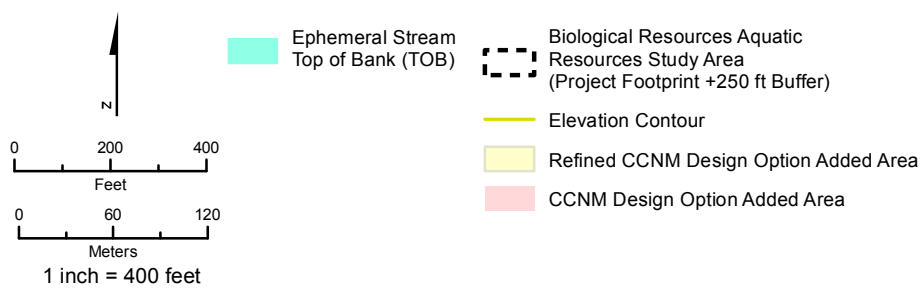 N
0 200 400
Feet
0 60 120
Meters
1 inch = 400 feet
Ephemeral Stream
Top of Bank (TOB)
Biological Resources Aquatic
Resources Study Area
(Project Footprint +250 ft Buffer)
Elevation Contour
Refined CCNM Design Option Added Area
CCNM Design Option Added Area